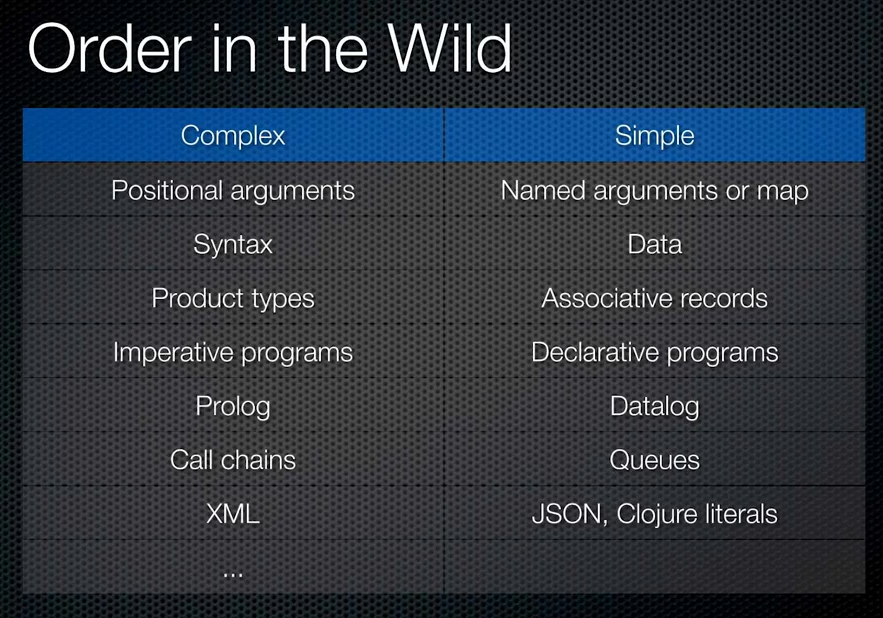 Order in the Wild
Complex Simple
Positional arguments Named arguments or map
Syntax Data
Product types Associative records
Imperative programs Declarative programs
Prolog Datalog
Call chains Queues
XML JSON, Clojure literals
...